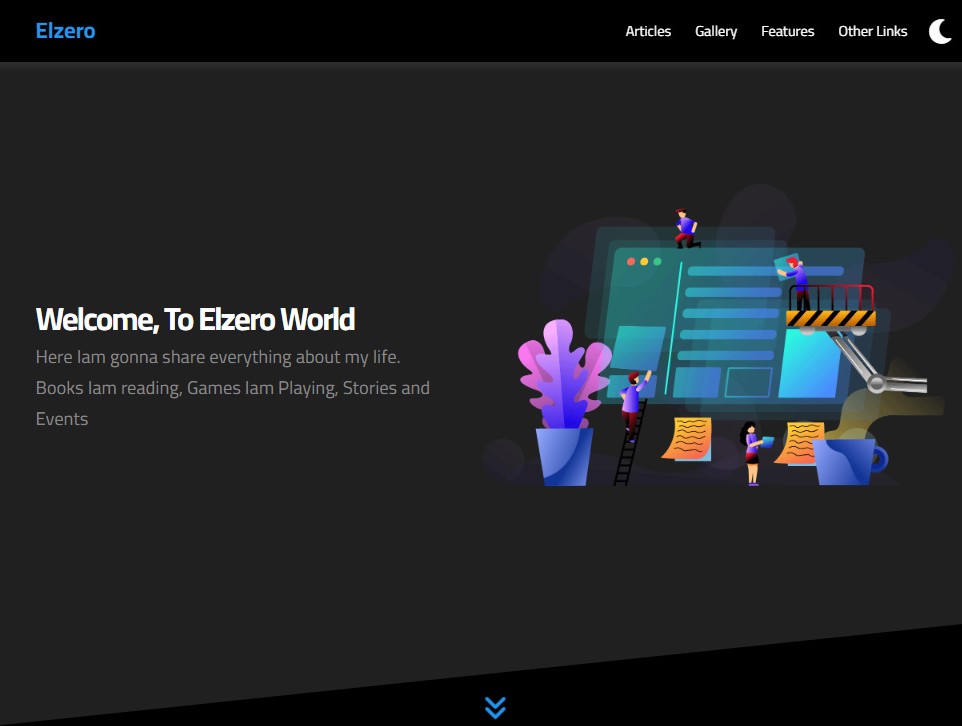 Elzero
Articles
Gallery
Features
Other Links
Welcome, To Elzero World
Here Iam gonna share everything about my life.
Books Iam reading, Games Iam Playing, Stories and
Events